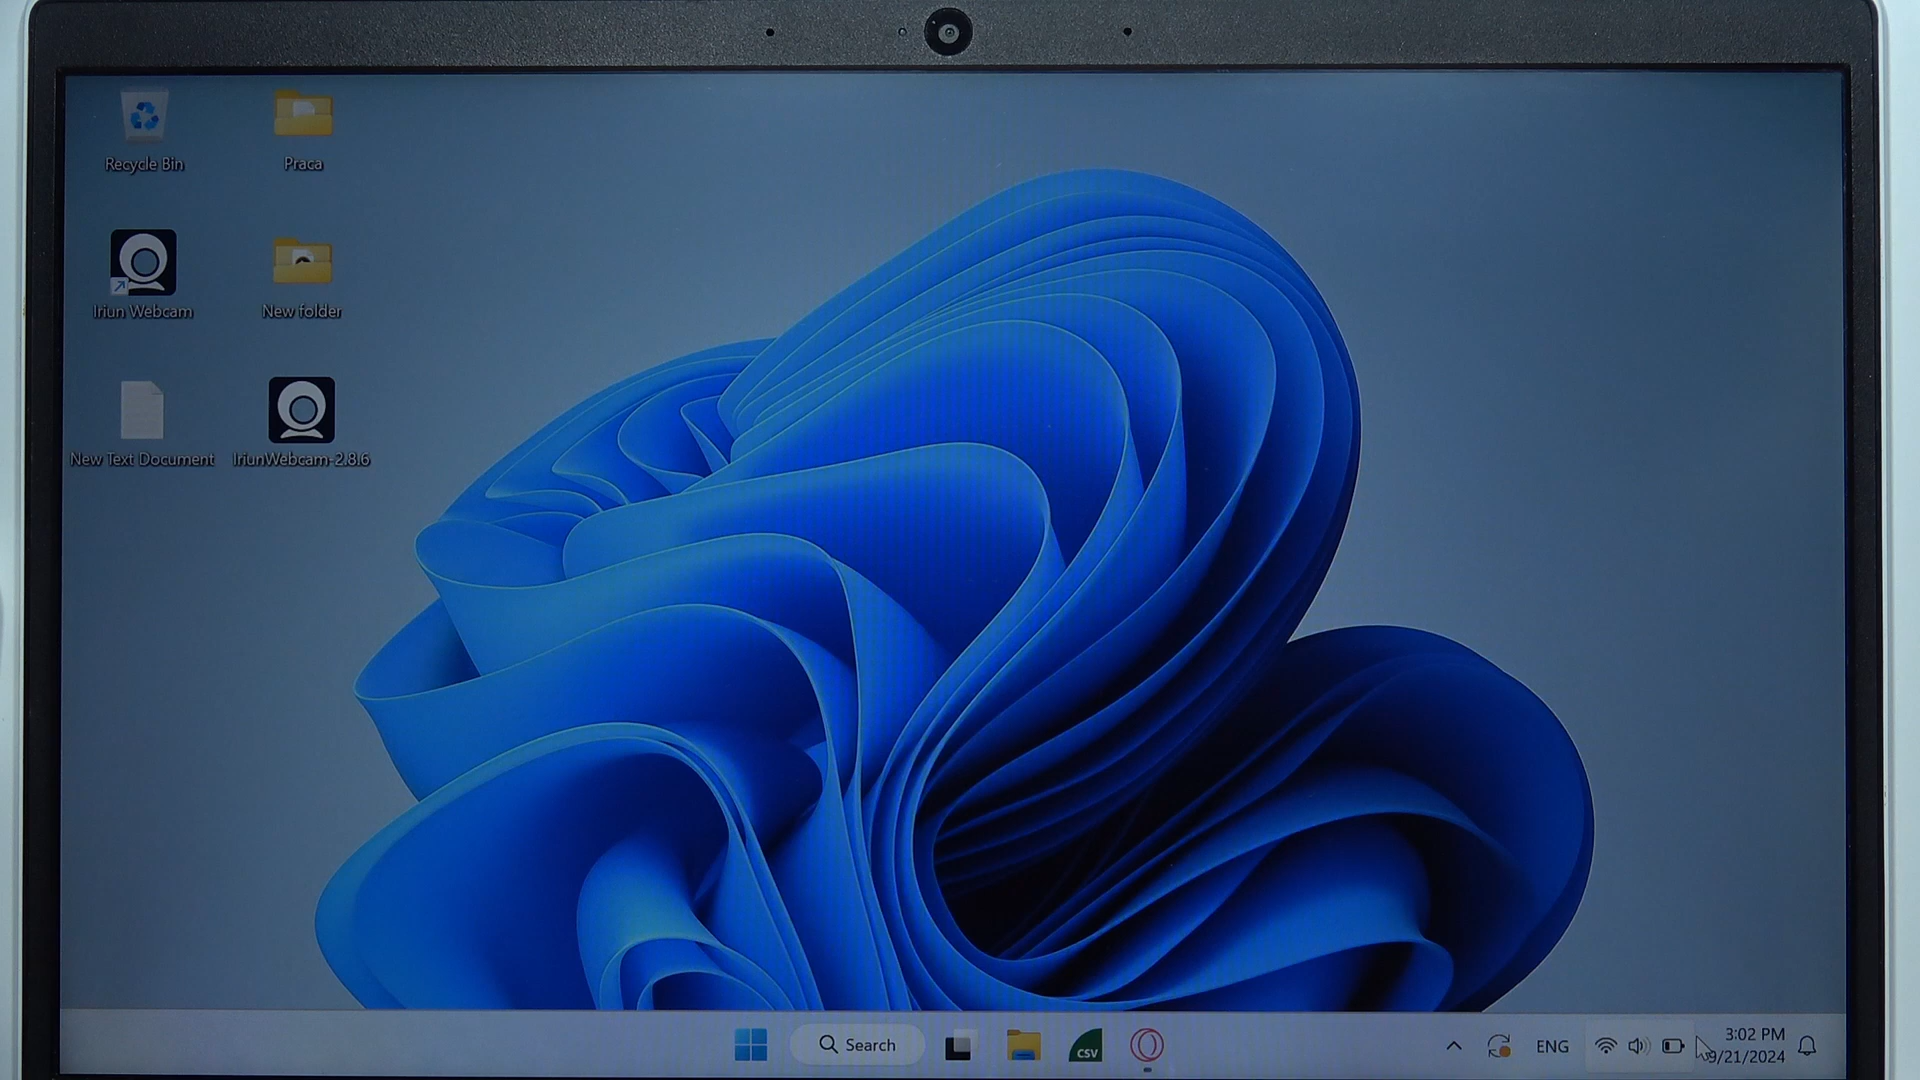 Recycle Bin
Praca
Iriun Webcam
New folder
New Text Document
IriunWebcam-2.8.6
Search
CSV
ENG
3:02 PM
9/21/2024